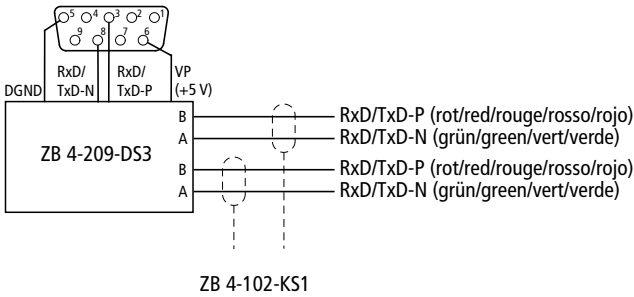 5 4 3 2 1
9 8 7 6
DGND
RxD/
TxD-N
RxD/
TxD-P
VP
(+5 V)
ZB 4-209-DS3
B
RxD/TxD-P (rot/red/rouge/rosso/rojo)
A
RxD/TxD-N (grün/green/vert/verde)
B
RxD/TxD-P (rot/red/rouge/rosso/rojo)
A
RxD/TxD-N (grün/green/vert/verde)
ZB 4-102-KS1